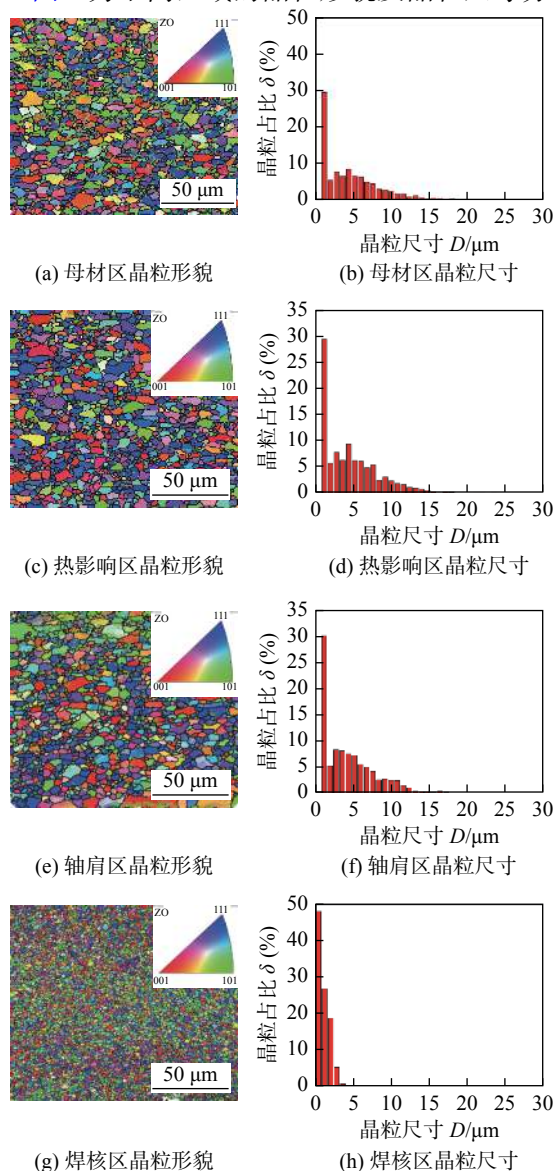 ZO
111
001
101
50 μm
晶粒占比 δ (%)
50
40
30
20
10
0
0 5 10 15 20 25 30
晶粒尺寸 D/μm
(a) 母材区晶粒形貌
(b) 母材区晶粒尺寸
ZO
111
001
101
50 μm
晶粒占比 δ (%)
35
30
25
20
15
10
5
0
0 5 10 15 20 25 30
晶粒尺寸 D/μm
(c) 热影响区晶粒形貌
(d) 热影响区晶粒尺寸
ZO
111
001
101
50 μm
晶粒占比 δ (%)
35
30
25
20
15
10
5
0
0 5 10 15 20 25 30
晶粒尺寸 D/μm
(e) 轴肩区晶粒形貌
(f) 轴肩区晶粒尺寸
ZO
111
001
101
50 μm
晶粒占比 δ (%)
50
40
30
20
10
0
0 5 10 15 20 25 30
晶粒尺寸 D/μm
(g) 焊核区晶粒形貌
(h) 焊核区晶粒尺寸